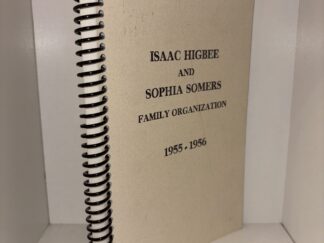 ISAAC HIGBEE
AND
SOPHIA SOMERS
FAMILY ORGANIZATION
1955 - 1956